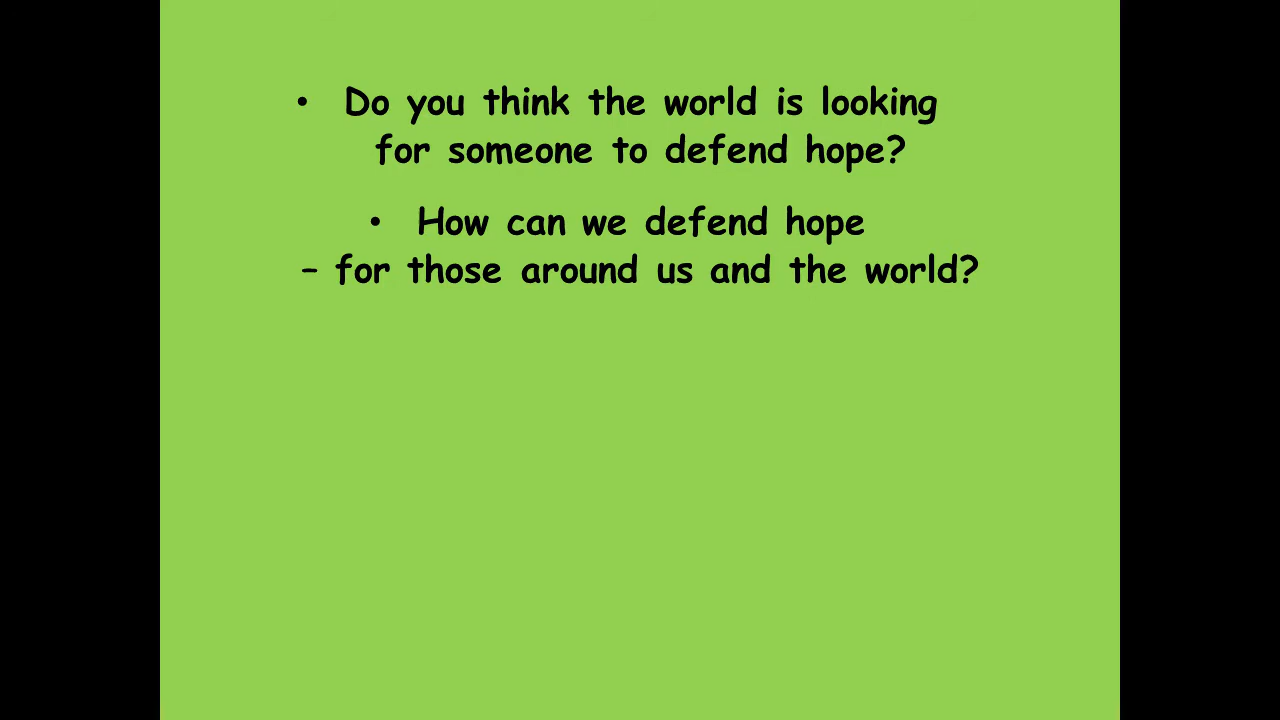 • Do you think the world is looking
for someone to defend hope?
• How can we defend hope
– for those around us and the world?